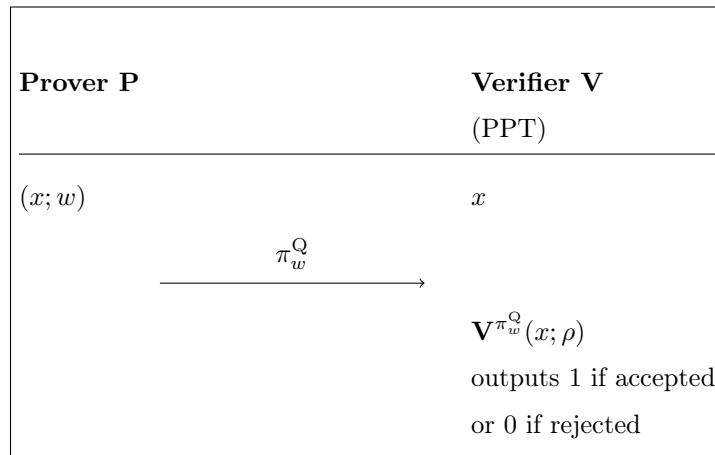 Prover P Verifier V
(PPT)
(x; w) x
π_w^Q
V^{π_w^Q}(x; ρ)
outputs 1 if accepted
or 0 if rejected